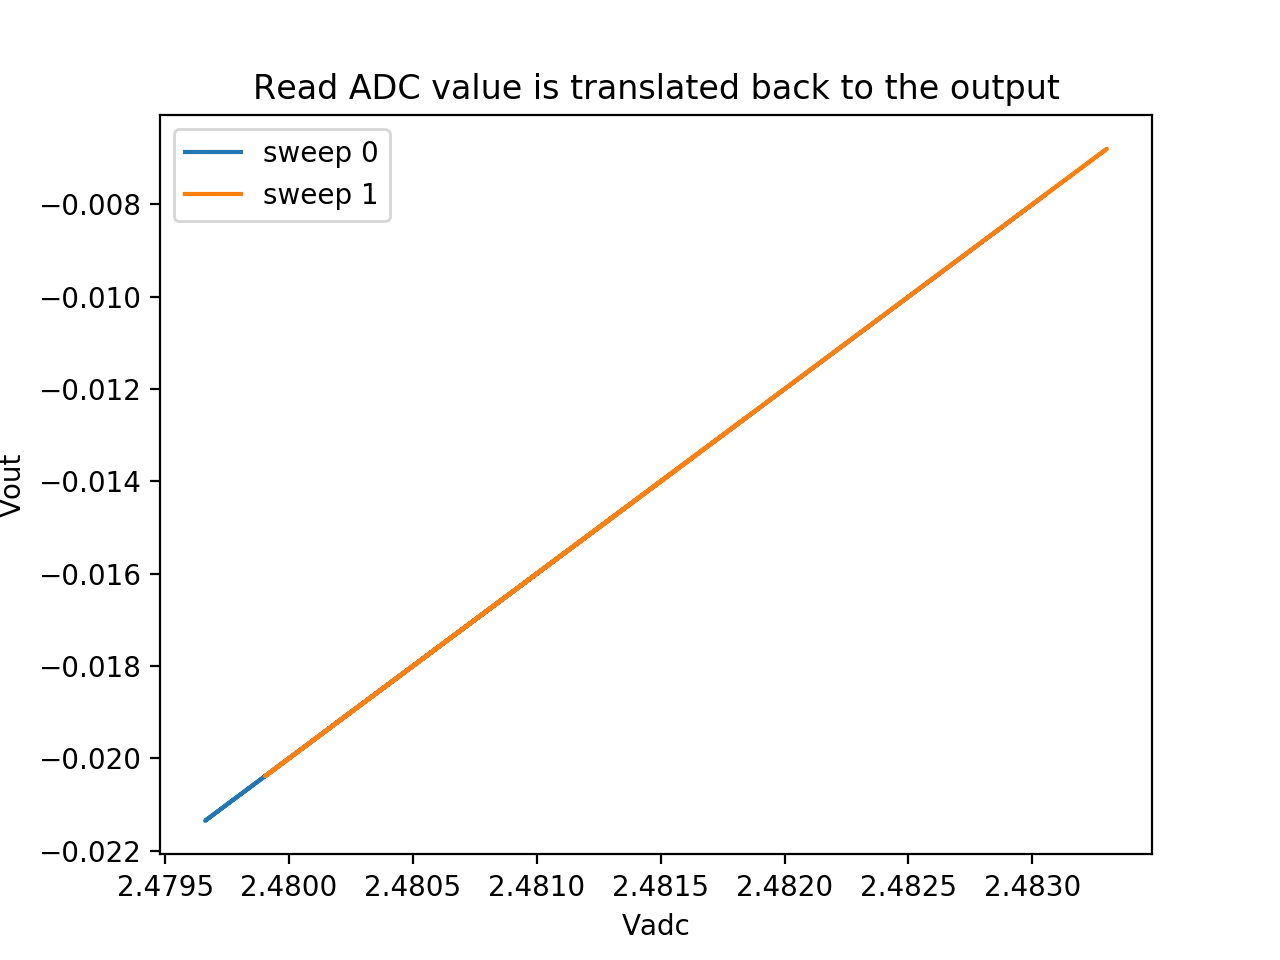 Read ADC value is translated back to the output
sweep 0
sweep 1
−0.008
−0.010
−0.012
−0.014
−0.016
−0.018
−0.020
−0.022
Vout
2.4795 2.4800 2.4805 2.4810 2.4815 2.4820 2.4825 2.4830
Vadc